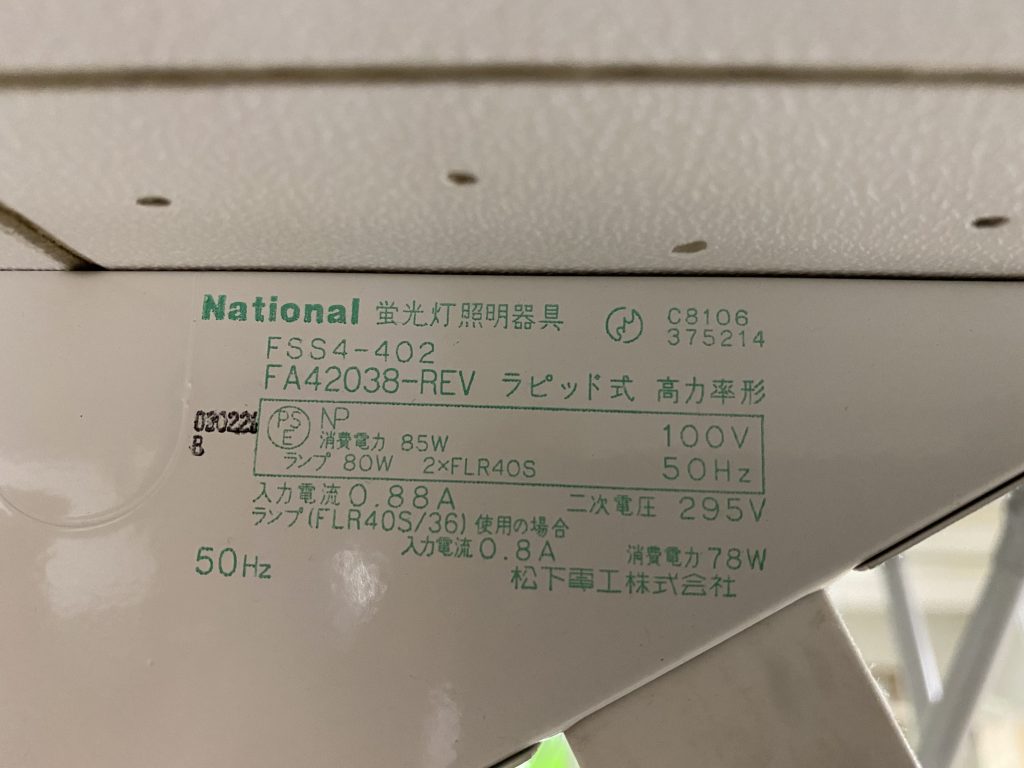 National 蛍光灯照明器具
C8106
375214
FSS4-402
FA42038-REV ラピッド式 高力率形
PS
E
NP
消費電力 85W
100V
ランプ 80W 2×FLR40S
50Hz
B
入力電流 0.88A 二次電圧 295V
ランプ(FLR40S/36)使用の場合
入力電流 0.8A 消費電力 78W
50Hz
松下電工株式会社